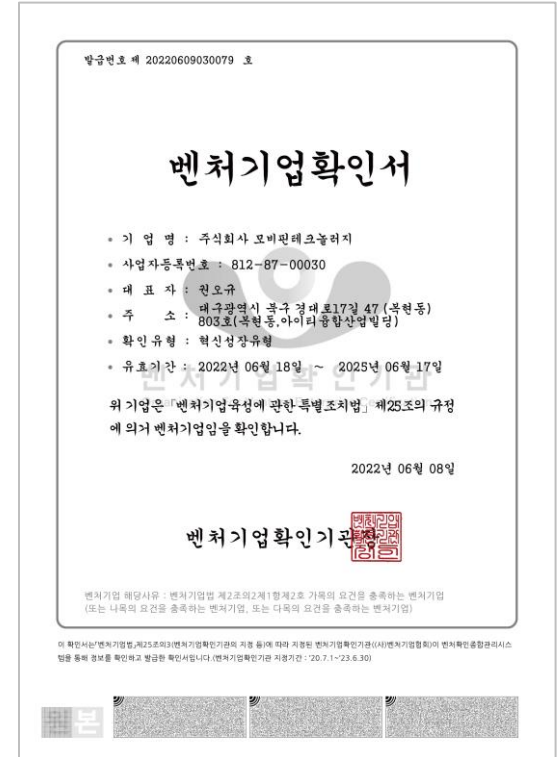 발급번호 제 20220609030079 호
벤처기업확인서
기 업 명 : 주식회사 모비핀테크놀러지
사업자등록번호 : 812-87-00030
대 표 자 : 권오규
주 소 : 대구광역시 북구 경대로17길 47 (복현동)
803호(복현동,아이티융합산업빌딩)
확인유형 : 혁신성장유형
유효기간 : 2022년 06월 18일 ~ 2025년 06월 17일
벤처기업확인기관
위 기업은 「벤처기업육성에 관한 특별조치법」 제25조의 규정
에 의거 벤처기업임을 확인합니다.
2022년 06월 08일
벤처기업확인기관장
벤처기업 해당사유 : 벤처기업법 제2조의2제1항제2호 가목의 요건을 충족하는 벤처기업
(또는 나목의 요건을 충족하는 벤처기업, 또는 다목의 요건을 충족하는 벤처기업)
이 확인서는「벤처기업법」제25조의3(벤처기업확인기관의 지정 등)에 따라 지정된 벤처기업확인기관((사)벤처기업협회)이 벤처확인종합관리시스
템을 통해 정보를 확인하고 발급한 확인서입니다.(벤처기업확인기관 지정기간 : '20.7.1~'23.6.30)
본